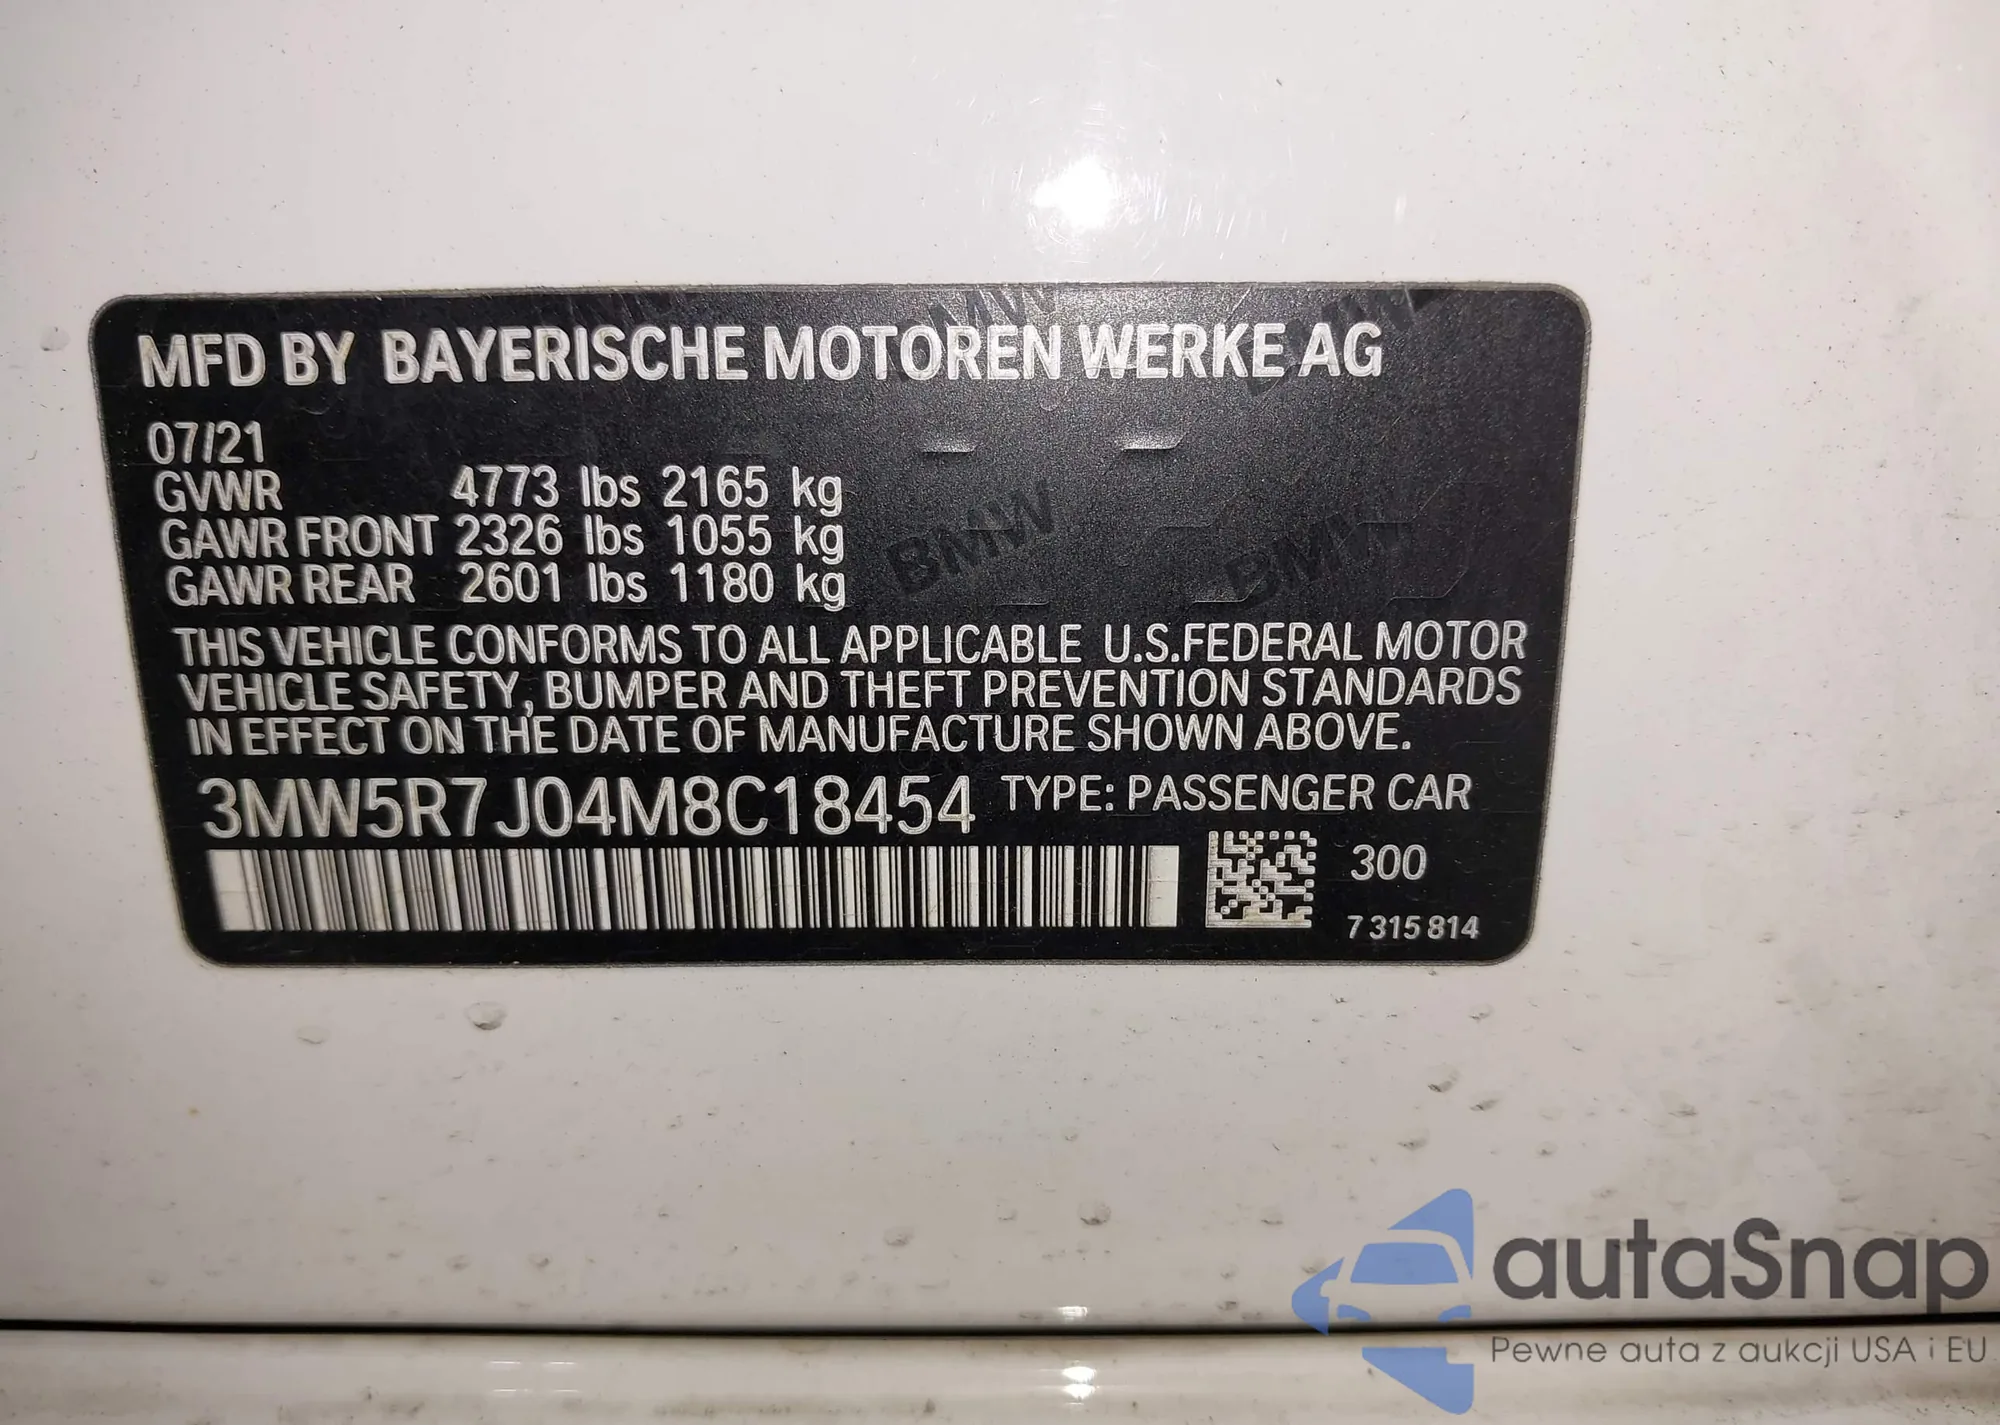 MFD BY BAYERISCHE MOTOREN WERKE AG
07/21
GVWR 4773 lbs 2165 kg
GAWR FRONT 2326 lbs 1055 kg
GAWR REAR 2601 lbs 1180 kg
THIS VEHICLE CONFORMS TO ALL APPLICABLE U.S.FEDERAL MOTOR
VEHICLE SAFETY, BUMPER AND THEFT PREVENTION STANDARDS
IN EFFECT ON THE DATE OF MANUFACTURE SHOWN ABOVE.
3MW5R7J04M8C18454 TYPE: PASSENGER CAR
300
7 315 814
BMW BMW
autaSnap
Pewne auta z aukcji USA i EU